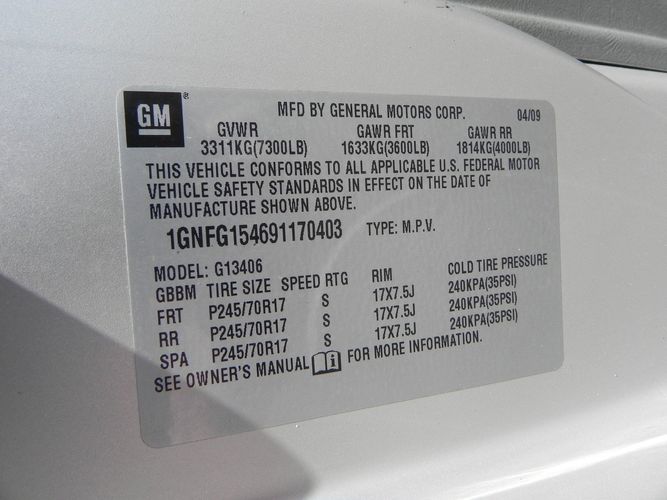 GM ® MFD BY GENERAL MOTORS CORP. 04/09
GVWR GAWR FRT GAWR RR
3311KG(7300LB) 1633KG(3600LB) 1814KG(4000LB)
THIS VEHICLE CONFORMS TO ALL APPLICABLE U.S. FEDERAL MOTOR
VEHICLE SAFETY STANDARDS IN EFFECT ON THE DATE OF
MANUFACTURE SHOWN ABOVE.
1GNFG154691170403 TYPE: M.P.V.
MODEL: G13406
GBBM TIRE SIZE SPEED RTG RIM COLD TIRE PRESSURE
FRT P245/70R17 S 17X7.5J 240KPA(35PSI)
RR P245/70R17 S 17X7.5J 240KPA(35PSI)
SPA P245/70R17 S 17X7.5J 240KPA(35PSI)
SEE OWNER'S MANUAL i FOR MORE INFORMATION.